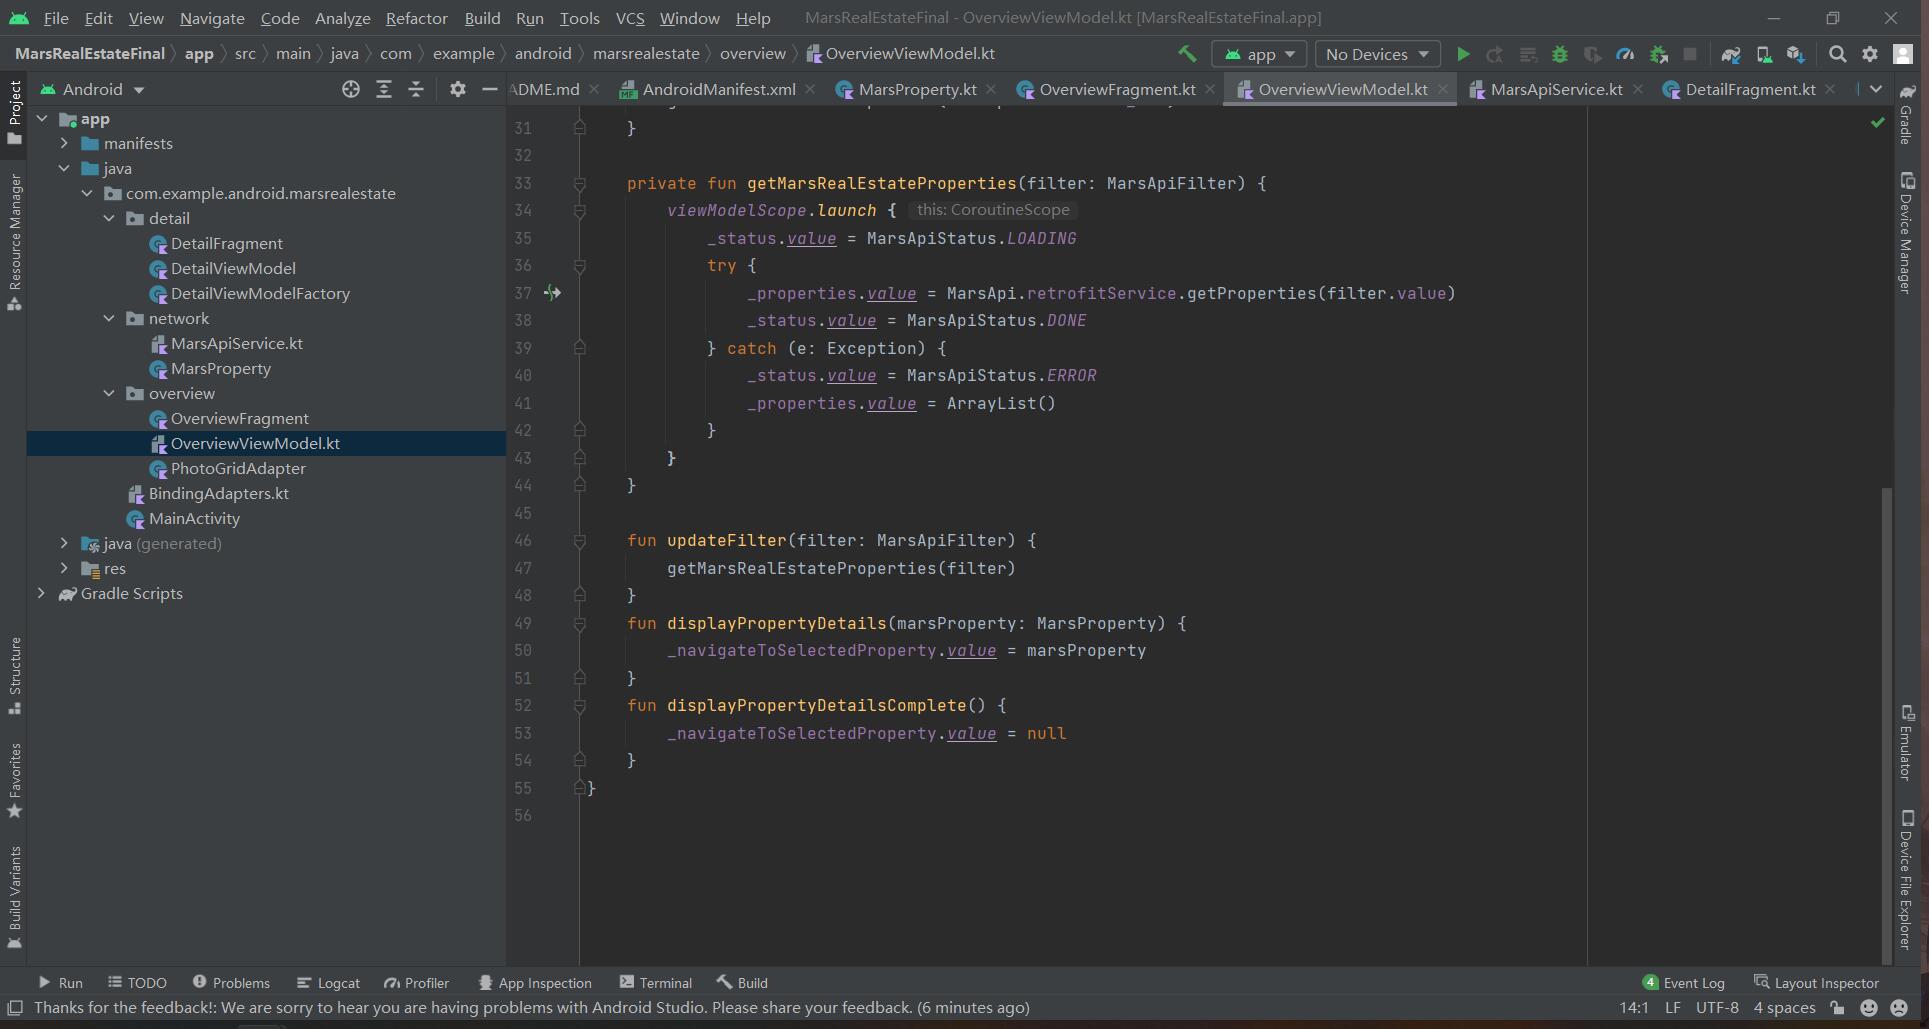 File Edit View Navigate Code Analyze Refactor Build Run Tools VCS Window Help MarsRealEstateFinal - OverviewViewModel.kt [MarsRealEstateFinal.app]
MarsRealEstateFinal app src main java com example android marsrealestate overview OverviewViewModel.kt app No Devices
Android
ADME.md AndroidManifest.xml MarsProperty.kt OverviewFragment.kt OverviewViewModel.kt MarsApiService.kt DetailFragment.kt
Project
Resource Manager
Structure
Favorites
Build Variants
app
manifests
java
com.example.android.marsrealestate
detail
DetailFragment
DetailViewModel
DetailViewModelFactory
network
MarsApiService.kt
MarsProperty
overview
OverviewFragment
OverviewViewModel.kt
PhotoGridAdapter
BindingAdapters.kt
MainActivity
java (generated)
res
Gradle Scripts
31 }
32
33 private fun getMarsRealEstateProperties(filter: MarsApiFilter) {
34 viewModelScope.launch { this: CoroutineScope
35 _status.value = MarsApiStatus.LOADING
36 try {
37 _properties.value = MarsApi.retrofitService.getProperties(filter.value)
38 _status.value = MarsApiStatus.DONE
39 } catch (e: Exception) {
40 _status.value = MarsApiStatus.ERROR
41 _properties.value = ArrayList()
42 }
43 }
44 }
45
46 fun updateFilter(filter: MarsApiFilter) {
47 getMarsRealEstateProperties(filter)
48 }
49 fun displayPropertyDetails(marsProperty: MarsProperty) {
50 _navigateToSelectedProperty.value = marsProperty
51 }
52 fun displayPropertyDetailsComplete() {
53 _navigateToSelectedProperty.value = null
54 }
55 }
56
Gradle
Device Manager
Emulator
Device File Explorer
Run TODO Problems Logcat Profiler App Inspection Terminal Build 4 Event Log Layout Inspector
Thanks for the feedback!: We are sorry to hear you are having problems with Android Studio. Please share your feedback. (6 minutes ago) 14:1 LF UTF-8 4 spaces